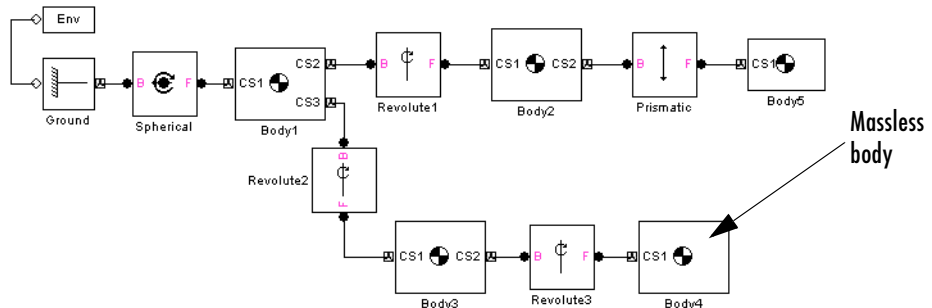 Env
Ground
B F
Spherical
CS1 CS2
CS3
Body1
B F
Revolute1
CS1 CS2
Body2
B F
Prismatic
CS1
Body5
Massless
body
Revolute2
B
F
CS1 CS2
Body3
B F
Revolute3
CS1
Body4